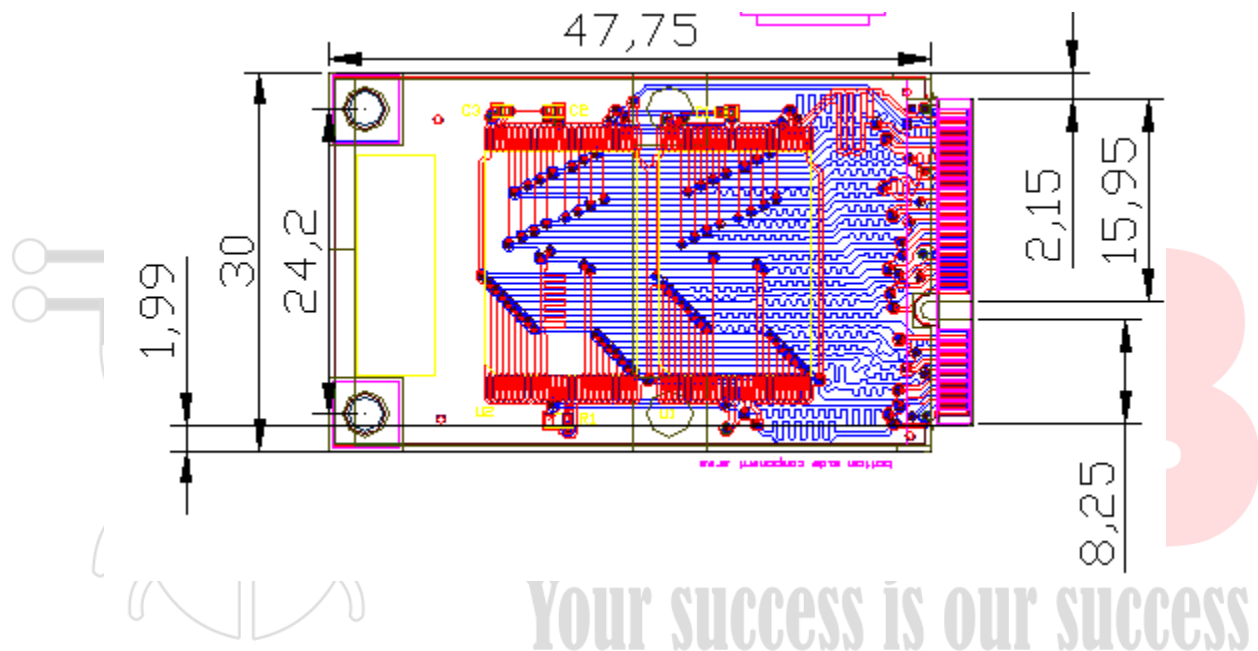 47,75
C3
C2
2,15
15,95
30
24,2
1,99
U2
R1
U1
bottom side component area
8,25
Your success is our success